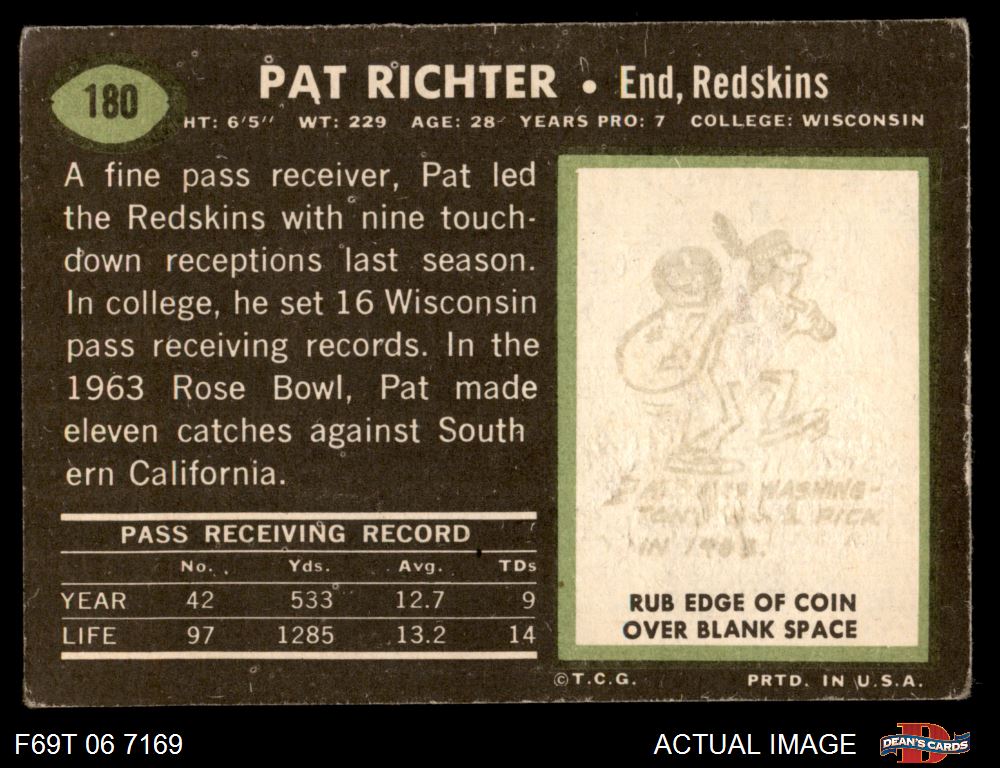 180
PAT RICHTER • End, Redskins
HT: 6'5" WT: 229 AGE: 28 YEARS PRO: 7 COLLEGE: WISCONSIN
A fine pass receiver, Pat led
the Redskins with nine touch-
down receptions last season.
In college, he set 16 Wisconsin
pass receiving records. In the
1963 Rose Bowl, Pat made
eleven catches against South
ern California.
PASS RECEIVING RECORD
No. Yds. Avg. TDs
YEAR 42 533 12.7 9
LIFE 97 1285 13.2 14
WASHING-
PICK
IN
RUB EDGE OF COIN
OVER BLANK SPACE
© T.C.G. PRTD. IN U.S.A.
F69T 06 7169
ACTUAL IMAGE
DEAN'S CARDS